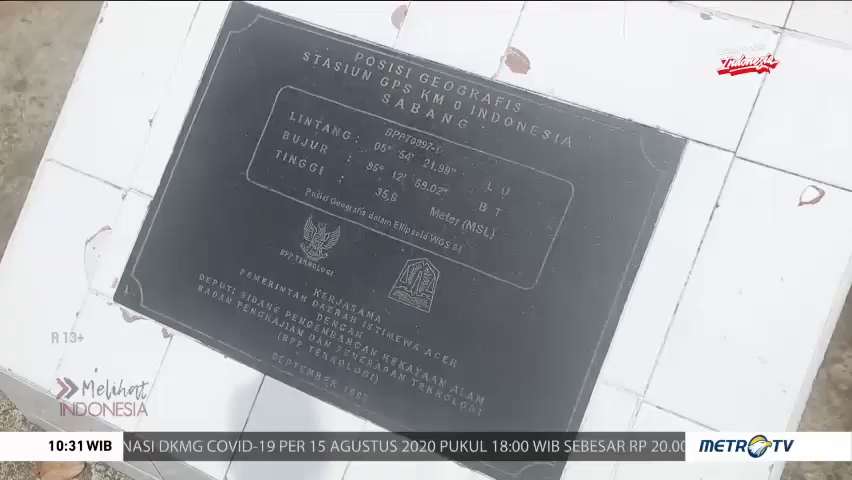 POSISI GEOGRAFIS
STASIUN GPS KM 0 INDONESIA
SABANG
LINTANG : 05° 54' 21.99" LU
BUJUR : 95° 12' 59.02" BT
TINGGI : 35,8 Meter (MSL)
Posisi Geografis dalam Ellipsoid WGS 84
BPP TEKNOLOGI
KERJASAMA
PEMERINTAH DAERAH ISTIMEWA ACEH
DENGAN
DEPUTI BIDANG PENGEMBANGAN KEKAYAAN ALAM
BADAN PENGKAJIAN DAN PENERAPAN TEKNOLOGI
(BPP TEKNOLOGI)
SEPTEMBER
Indonesia
R 13+
Melihat
INDONESIA
10:31 WIB
NASI DKMG COVID-19 PER 15 AGUSTUS 2020 PUKUL 18:00 WIB SEBESAR RP 20.00
METRO TV